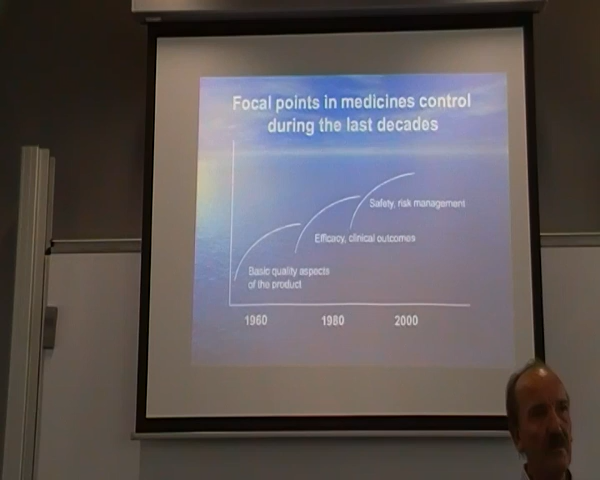 Focal points in medicines control
during the last decades
Safety, risk management
Efficacy, clinical outcomes
Basic quality aspects
of the product
1960 1980 2000